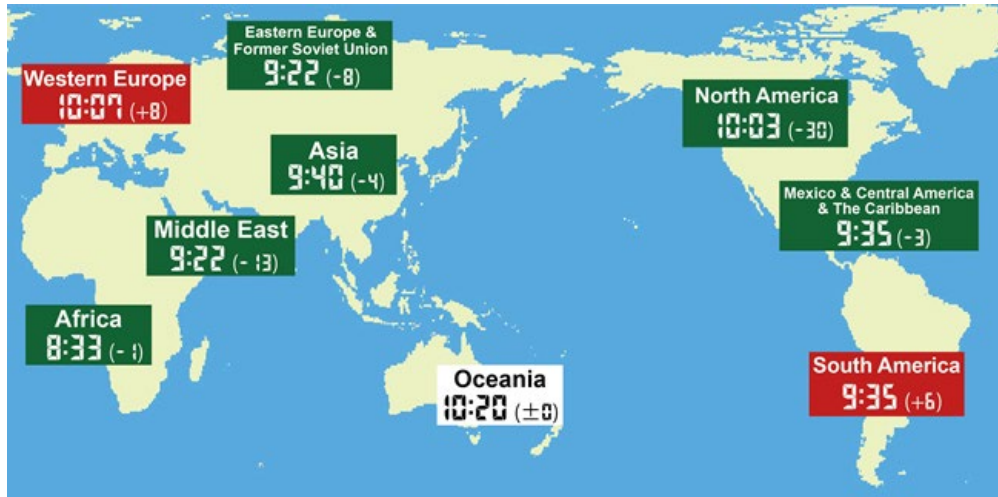 Eastern Europe &
Former Soviet Union
9:22 (-8)
Western Europe
10:07 (+8)
North America
10:03 (-30)
Asia
9:40 (-4)
Mexico & Central America
& The Caribbean
9:35 (-3)
Middle East
9:22 (-13)
Africa
8:33 (-1)
South America
9:35 (+6)
Oceania
10:20 (±0)